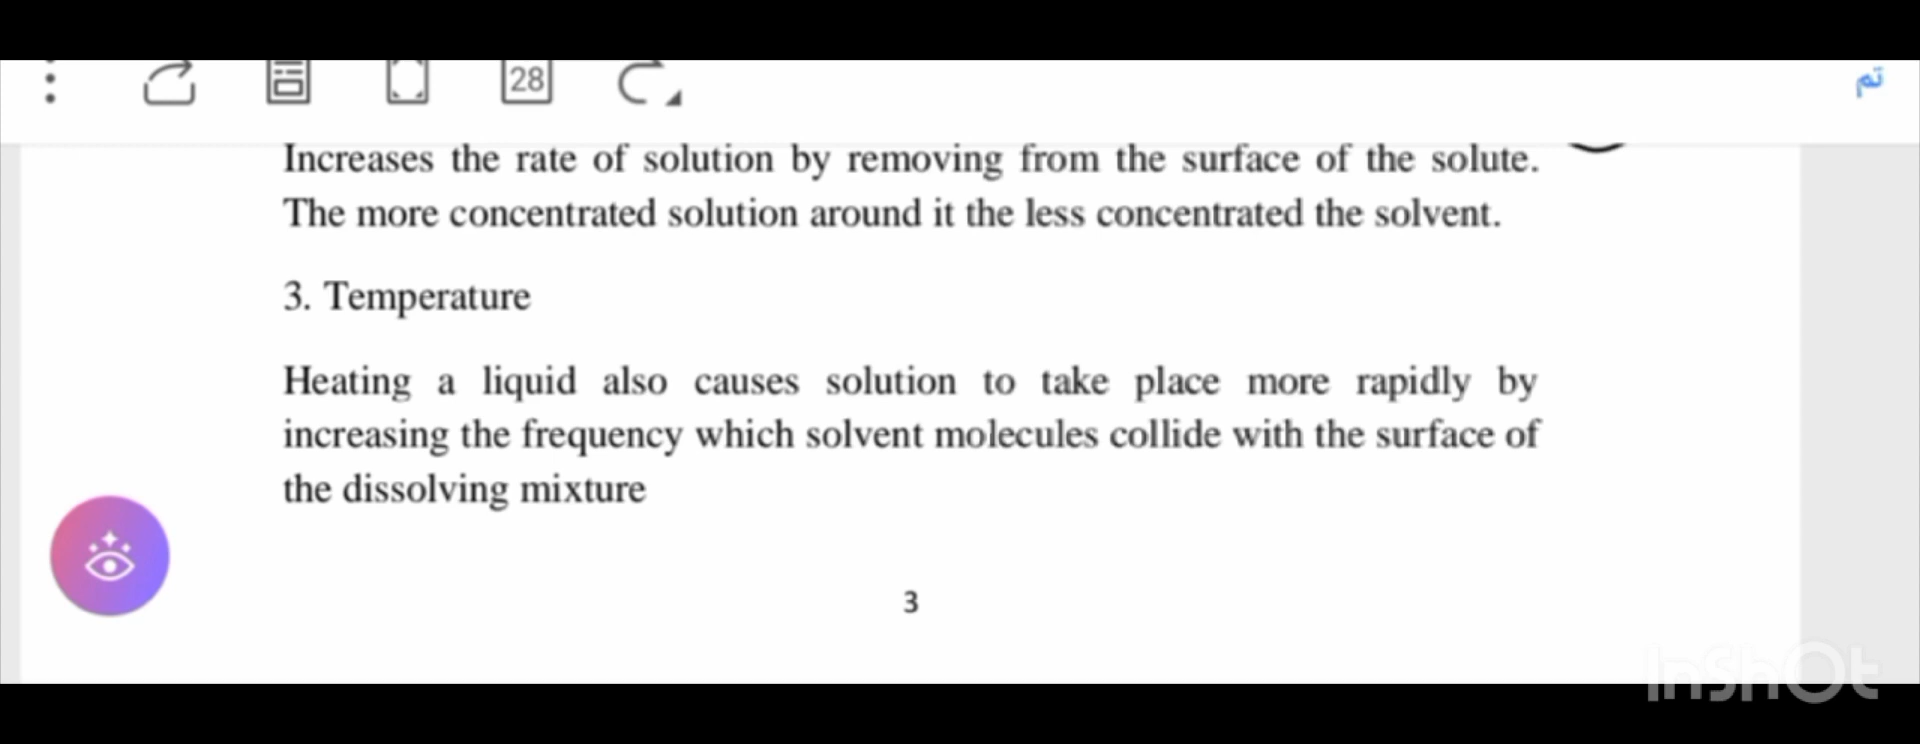 28
تم
Increases the rate of solution by removing from the surface of the solute.
The more concentrated solution around it the less concentrated the solvent.
3. Temperature
Heating a liquid also causes solution to take place more rapidly by
increasing the frequency which solvent molecules collide with the surface of
the dissolving mixture
3
InShOt